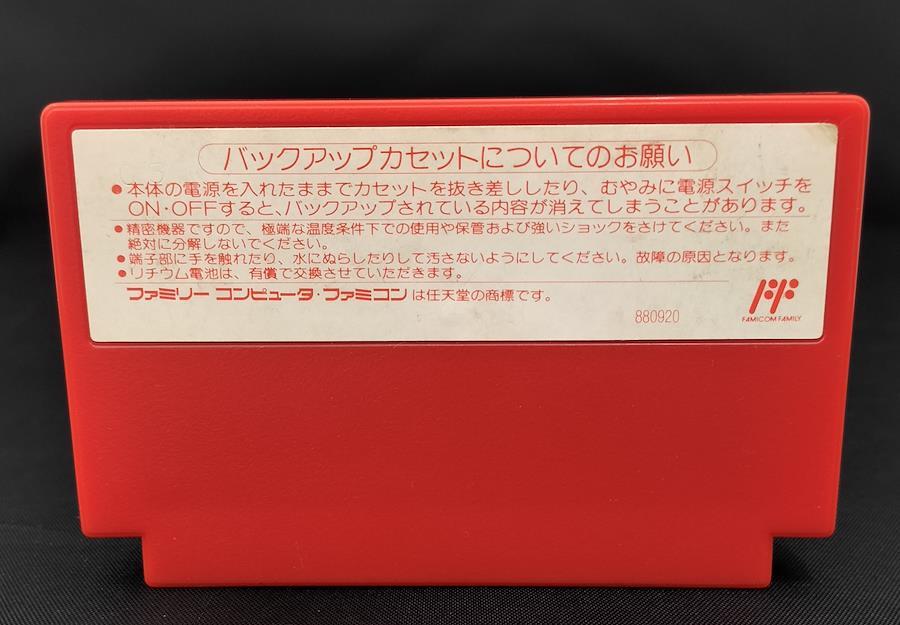 バックアップカセットについてのお願い
●本体の電源を入れたままでカセットを抜き差ししたり、むやみに電源スイッチを
ON・OFFすると、バックアップされている内容が消えてしまうことがあります。
●精密機器ですので、極端な温度条件下での使用や保管および強いショックをさけてください。また
絶対に分解しないでください。
●端子部に手を触れたり、水にぬらしたりして汚さないようにしてください。故障の原因となります。
●リチウム電池は、有償で交換させていただきます。
ファミリー コンピュータ・ファミコンは任天堂の商標です。
880920
FAMICOM FAMILY